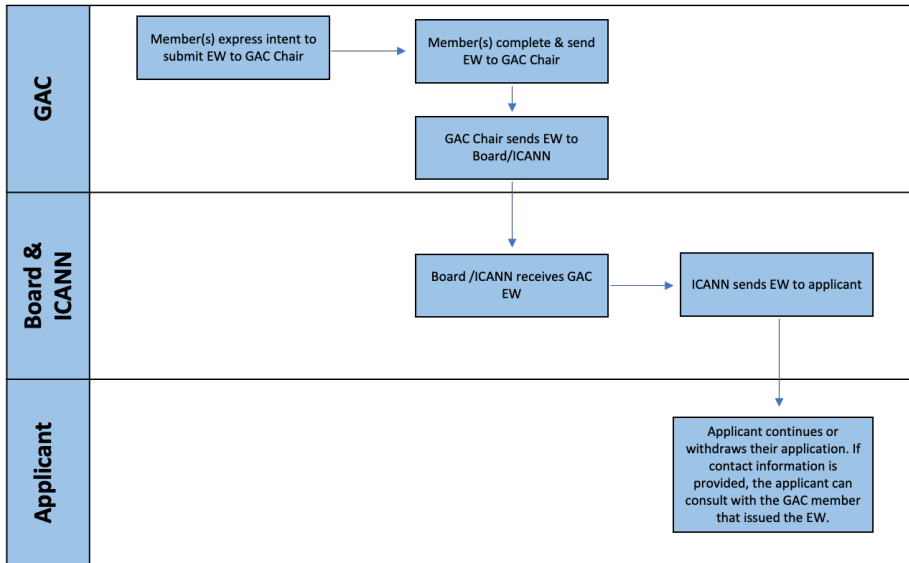 GAC
Member(s) express intent to
submit EW to GAC Chair
Member(s) complete & send
EW to GAC Chair
GAC Chair sends EW to
Board/ICANN
Board &
ICANN
Board /ICANN receives GAC
EW
ICANN sends EW to applicant
Applicant
Applicant continues or
withdraws their application. If
contact information is
provided, the applicant can
consult with the GAC member
that issued the EW.